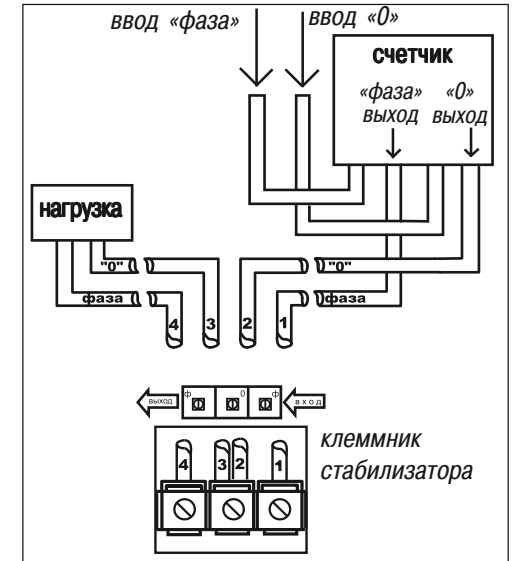 ввод «фаза»
ввод «0»
счетчик
«фаза» «0»
выход выход
нагрузка
"0" "0"
фаза фаза
4 3 2 1
ф 0 ф
выход вход
4 3 2 1
клеммник
стабилизатора